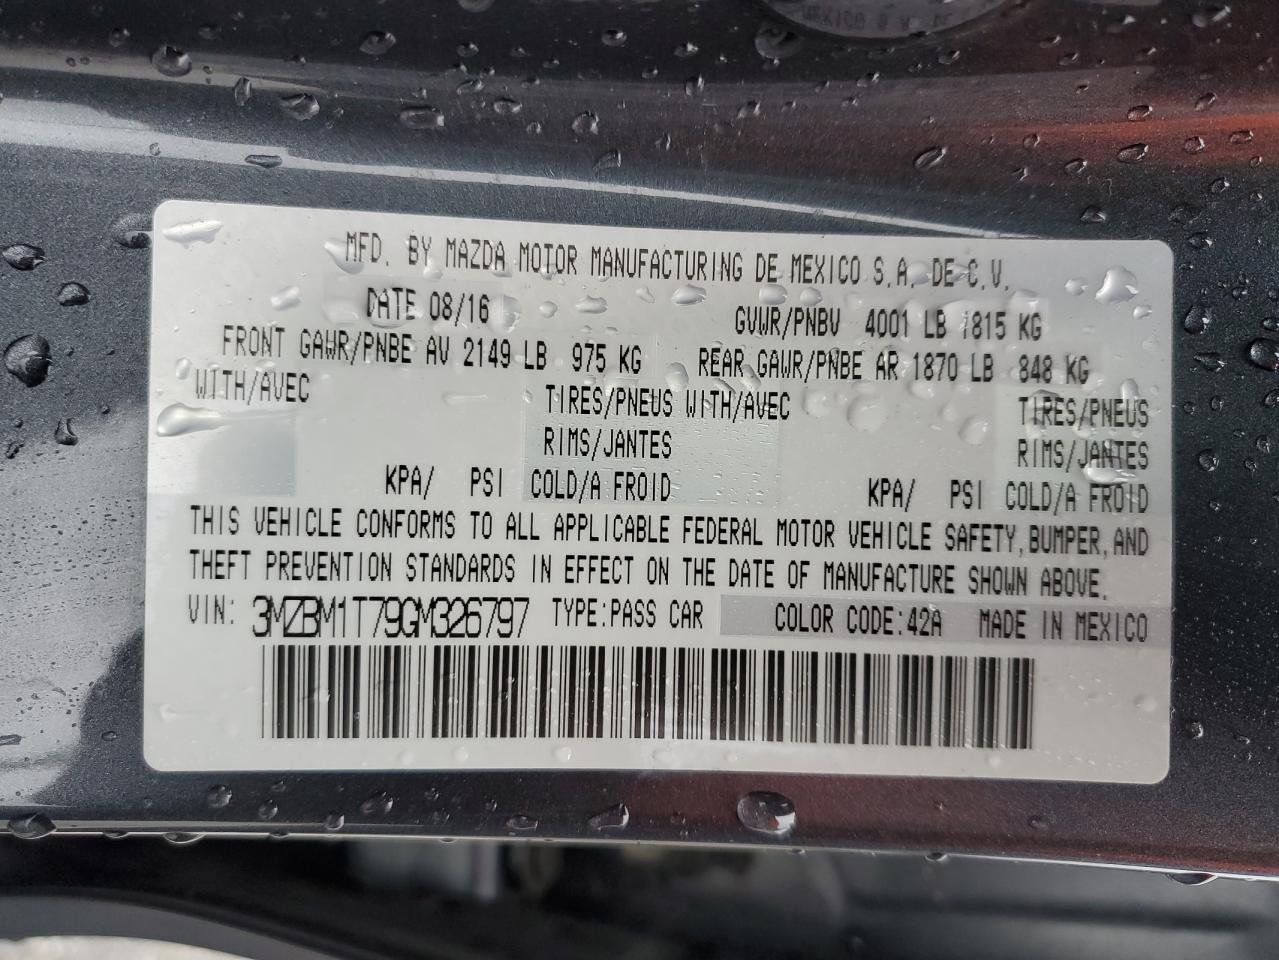 MFD. BY MAZDA MOTOR MANUFACTURING DE MEXICO S.A. DE C.V.
DATE 08/16 GVWR/PNBV 4001 LB 1815 KG
FRONT GAWR/PNBE AV 2149 LB 975 KG REAR GAWR/PNBE AR 1870 LB 848 KG
WITH/AVEC TIRES/PNEUS WITH/AVEC TIRES/PNEUS
RIMS/JANTES RIMS/JANTES
KPA/ PSI COLD/A FROID KPA/ PSI COLD/A FROID
THIS VEHICLE CONFORMS TO ALL APPLICABLE FEDERAL MOTOR VEHICLE SAFETY, BUMPER, AND
THEFT PREVENTION STANDARDS IN EFFECT ON THE DATE OF MANUFACTURE SHOWN ABOVE.
VIN: 3MZBM1T79GM326797 TYPE:PASS CAR COLOR CODE:42A MADE IN MEXICO